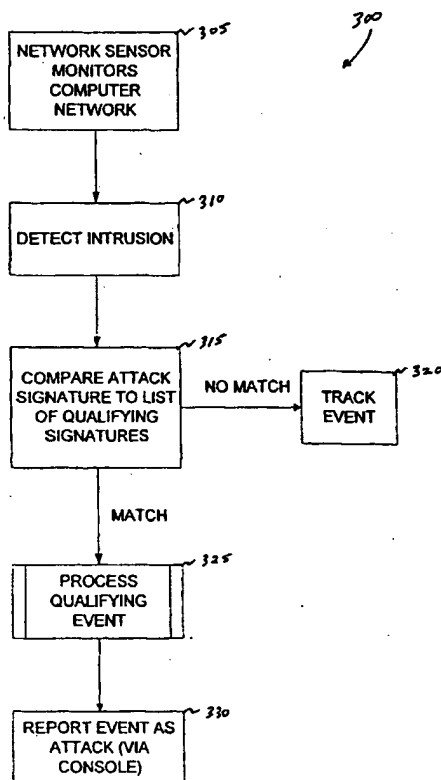 300
305
NETWORK SENSOR
MONITORS
COMPUTER
NETWORK
310
DETECT INTRUSION
315
COMPARE ATTACK
SIGNATURE TO LIST
OF QUALIFYING
SIGNATURES
NO MATCH
320
TRACK
EVENT
MATCH
325
PROCESS
QUALIFYING
EVENT
330
REPORT EVENT AS
ATTACK (VIA
CONSOLE)